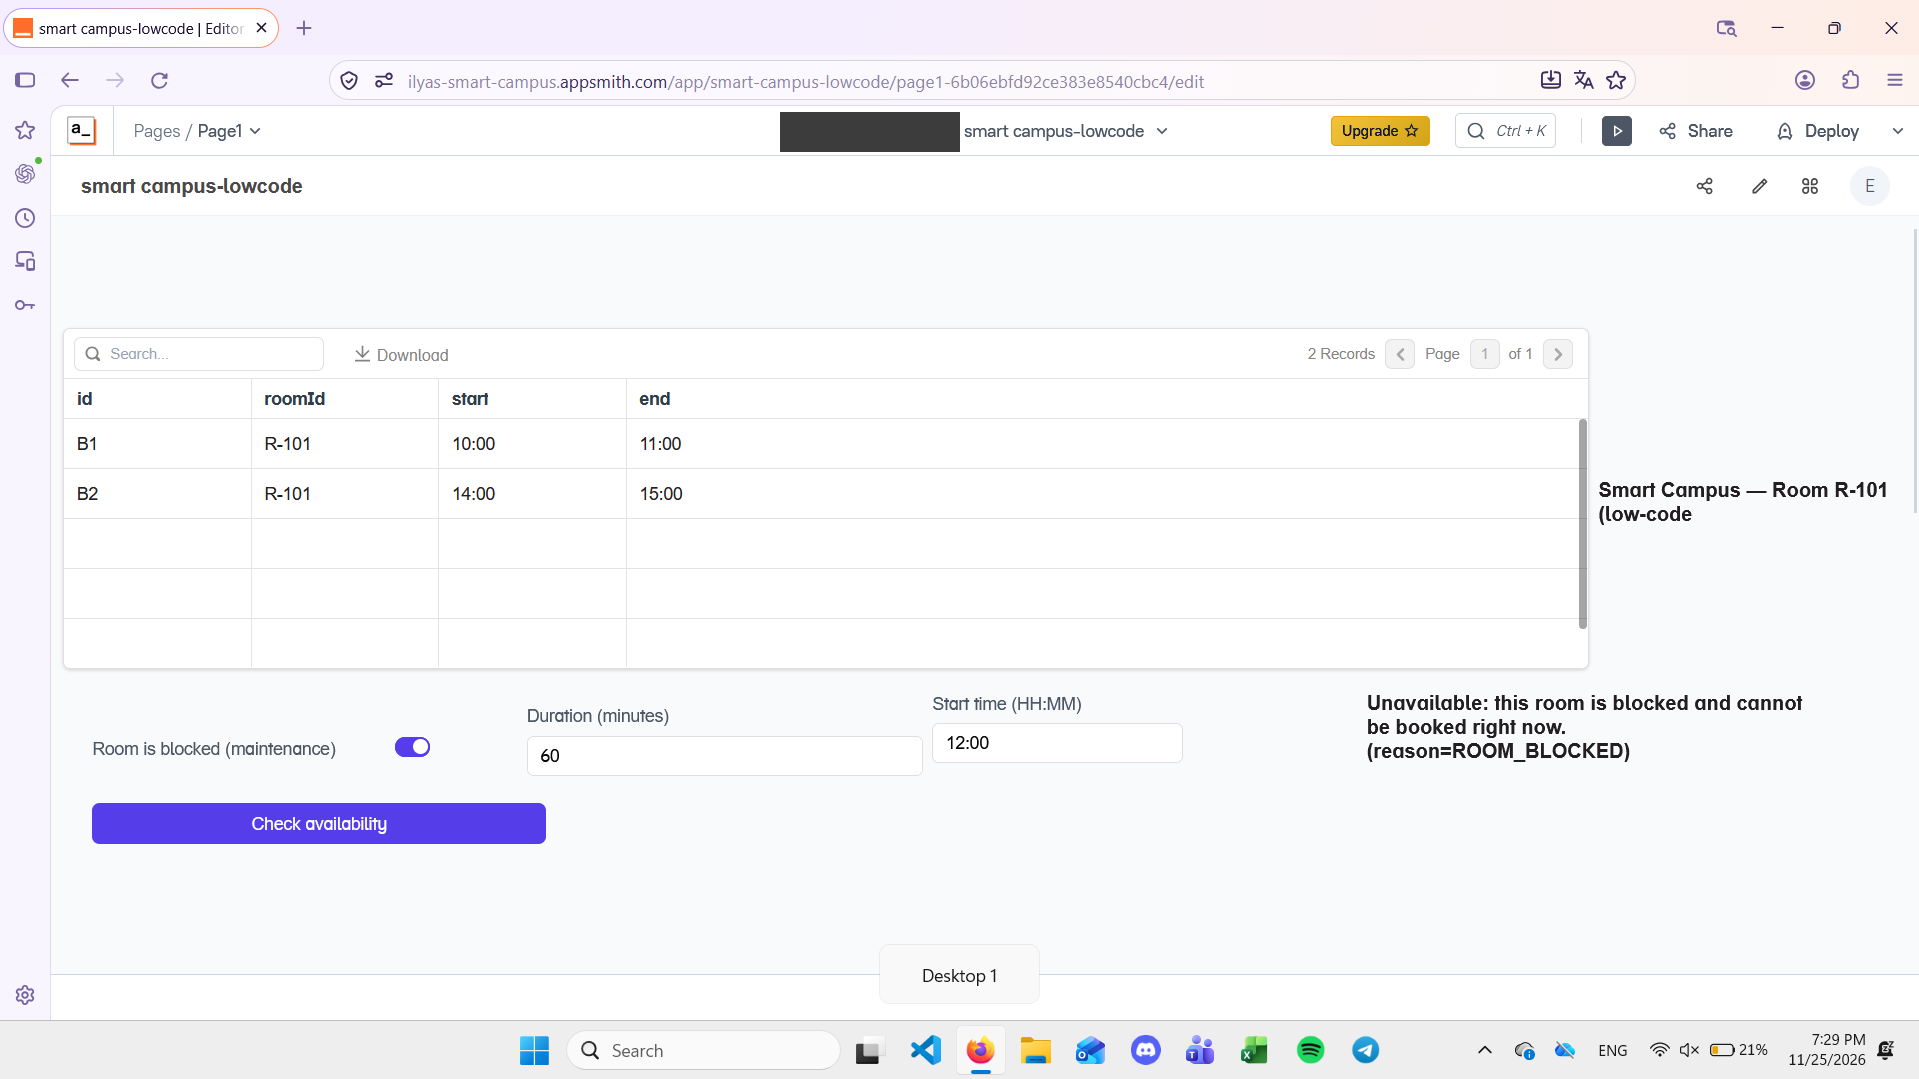 smart campus-lowcode | Editor
ilyas-smart-campus.appsmith.com/app/smart-campus-lowcode/page1-6b06ebfd92ce383e8540cbc4/edit
a_ Pages / Page1 smart campus-lowcode Upgrade Ctrl + K Share Deploy
smart campus-lowcode E
Search... Download 2 Records Page 1 of 1
id roomId start end
B1 R-101 10:00 11:00
B2 R-101 14:00 15:00
Smart Campus — Room R-101
(low-code
Room is blocked (maintenance)
Duration (minutes)
60
Start time (HH:MM)
12:00
Unavailable: this room is blocked and cannot
be booked right now.
(reason=ROOM_BLOCKED)
Check availability
Desktop 1
Search ENG 21% 7:29 PM
11/25/2026